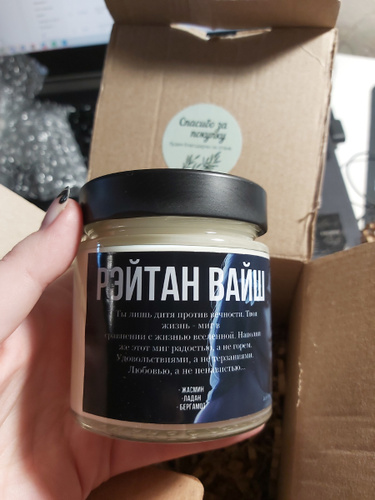 Спасибо за
покупку
РЭЙТАН ВАЙШ
Ты лишь дитя против вечности. Твоя
жизнь - миг в
сравнении с жизнью вселенной. Наполни
же этот миг радостью, а не горем.
Удовольствиями, а не терзаниями.
Любовью, а не ненавистью...
- ЖАСМИН
- ЛАДАН
- БЕРГАМОТ